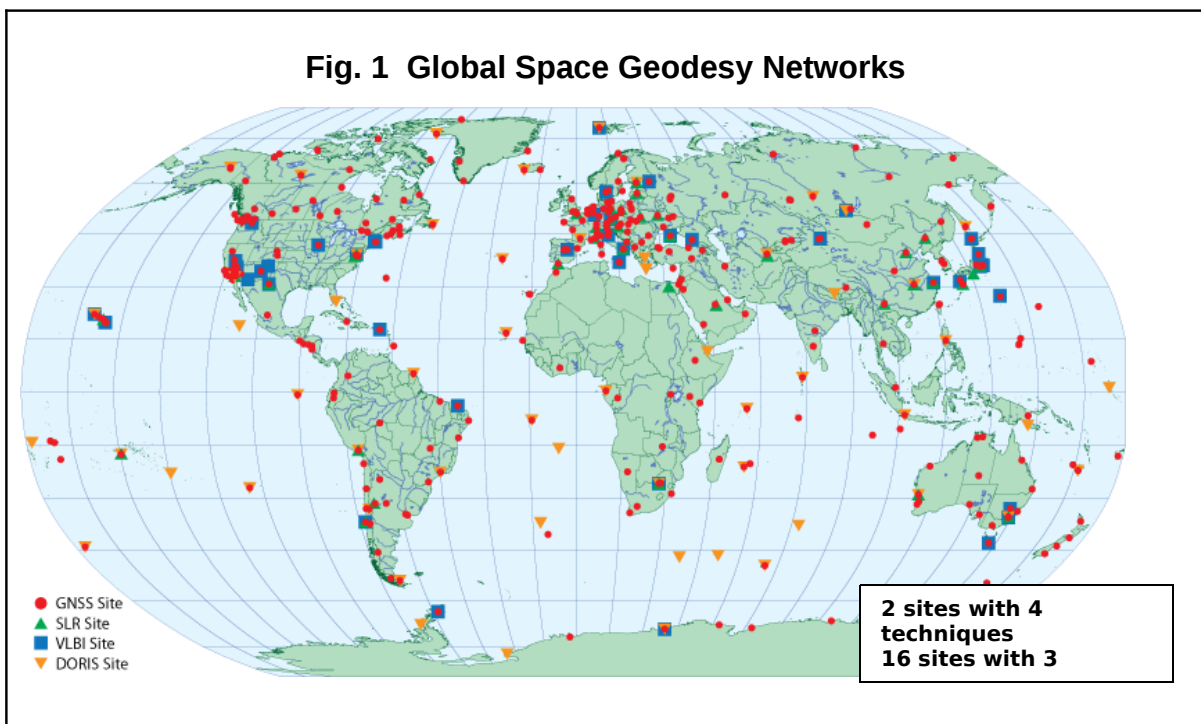 Fig. 1  Global Space Geodesy Networks
GNSS Site
SLR Site
VLBI Site
DORIS Site
2 sites with 4
techniques
16 sites with 3